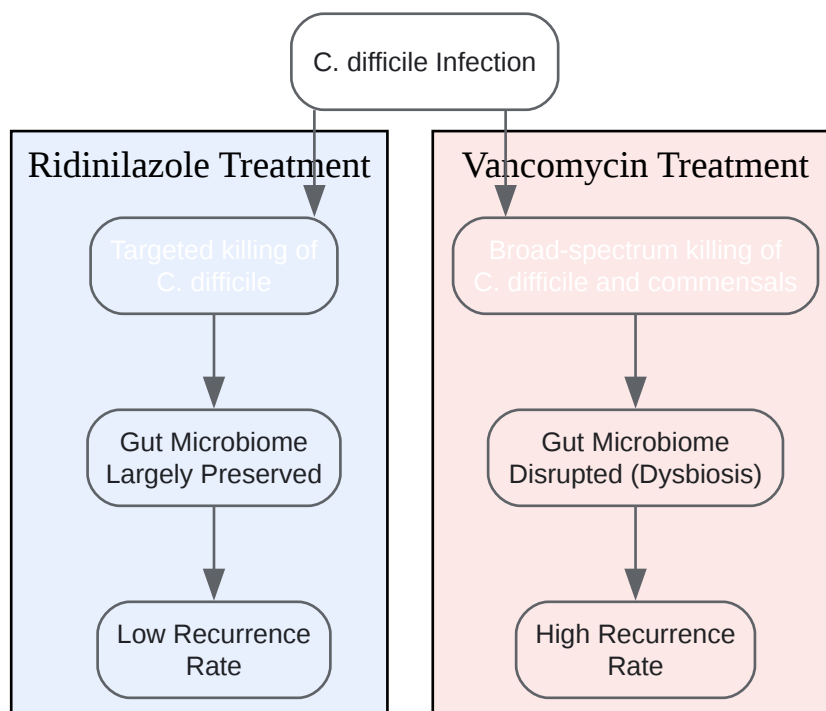 C. difficile Infection
Ridinilazole Treatment
Targeted killing of
C. difficile
Gut Microbiome
Largely Preserved
Low Recurrence
Rate
Vancomycin Treatment
Broad-spectrum killing of
C. difficile and commensals
Gut Microbiome
Disrupted (Dysbiosis)
High Recurrence
Rate